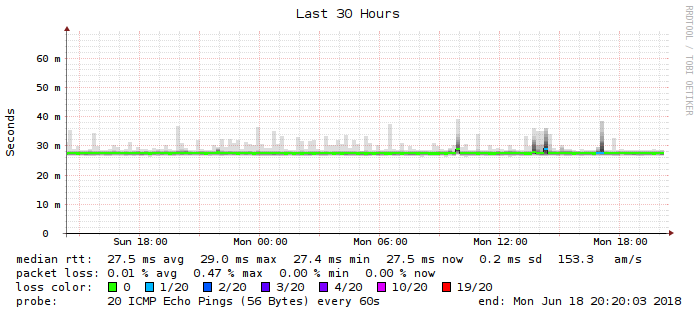 Last 30 Hours
RRDTOOL / TOBI OETIKER
Seconds
60 m
50 m
40 m
30 m
20 m
10 m
0
Sun 18:00 Mon 00:00 Mon 06:00 Mon 12:00 Mon 18:00
median rtt: 27.5 ms avg 29.0 ms max 27.4 ms min 27.5 ms now 0.2 ms sd 153.3 am/s
packet loss: 0.01 % avg 0.47 % max 0.00 % min 0.00 % now
loss color: 0 1/20 2/20 3/20 4/20 10/20 19/20
probe: 20 ICMP Echo Pings (56 Bytes) every 60s end: Mon Jun 18 20:20:03 2018